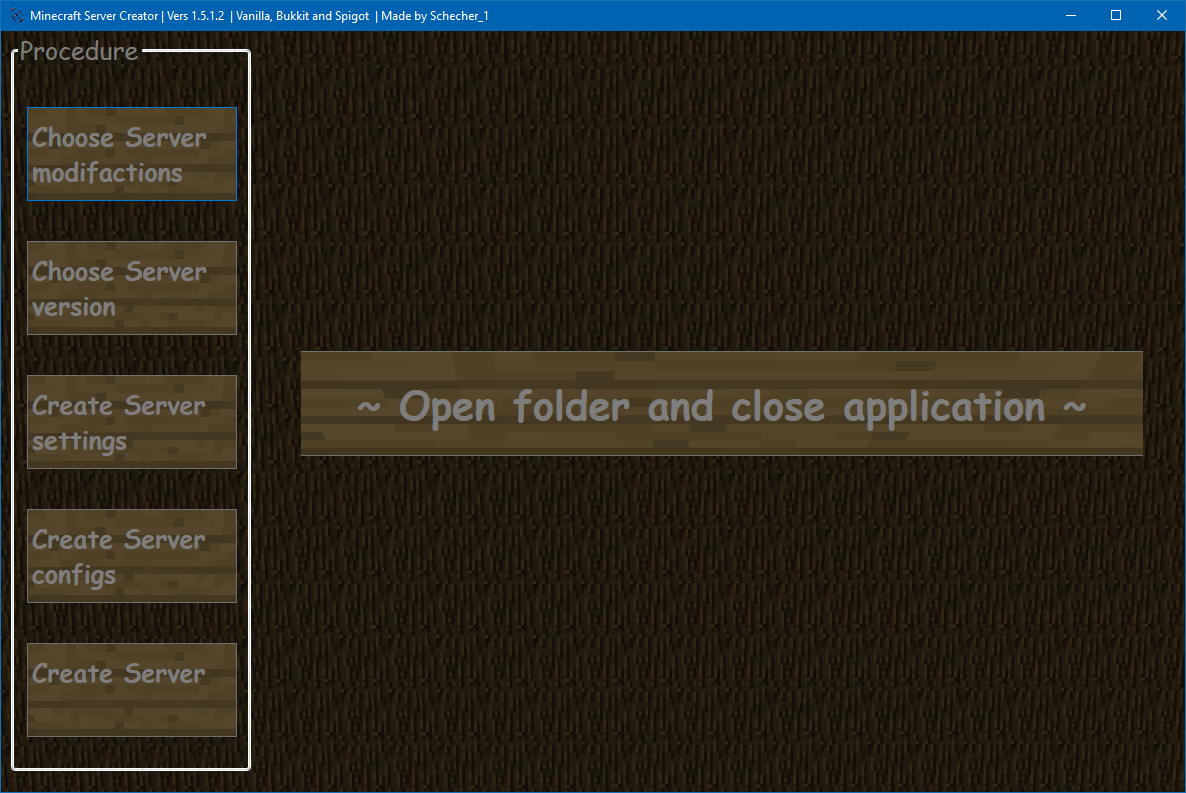 Minecraft Server Creator | Vers 1.5.1.2 | Vanilla, Bukkit and Spigot | Made by Schecher_1
Procedure
Choose Server
modifactions
Choose Server
version
Create Server
settings
Create Server
configs
Create Server
~ Open folder and close application ~